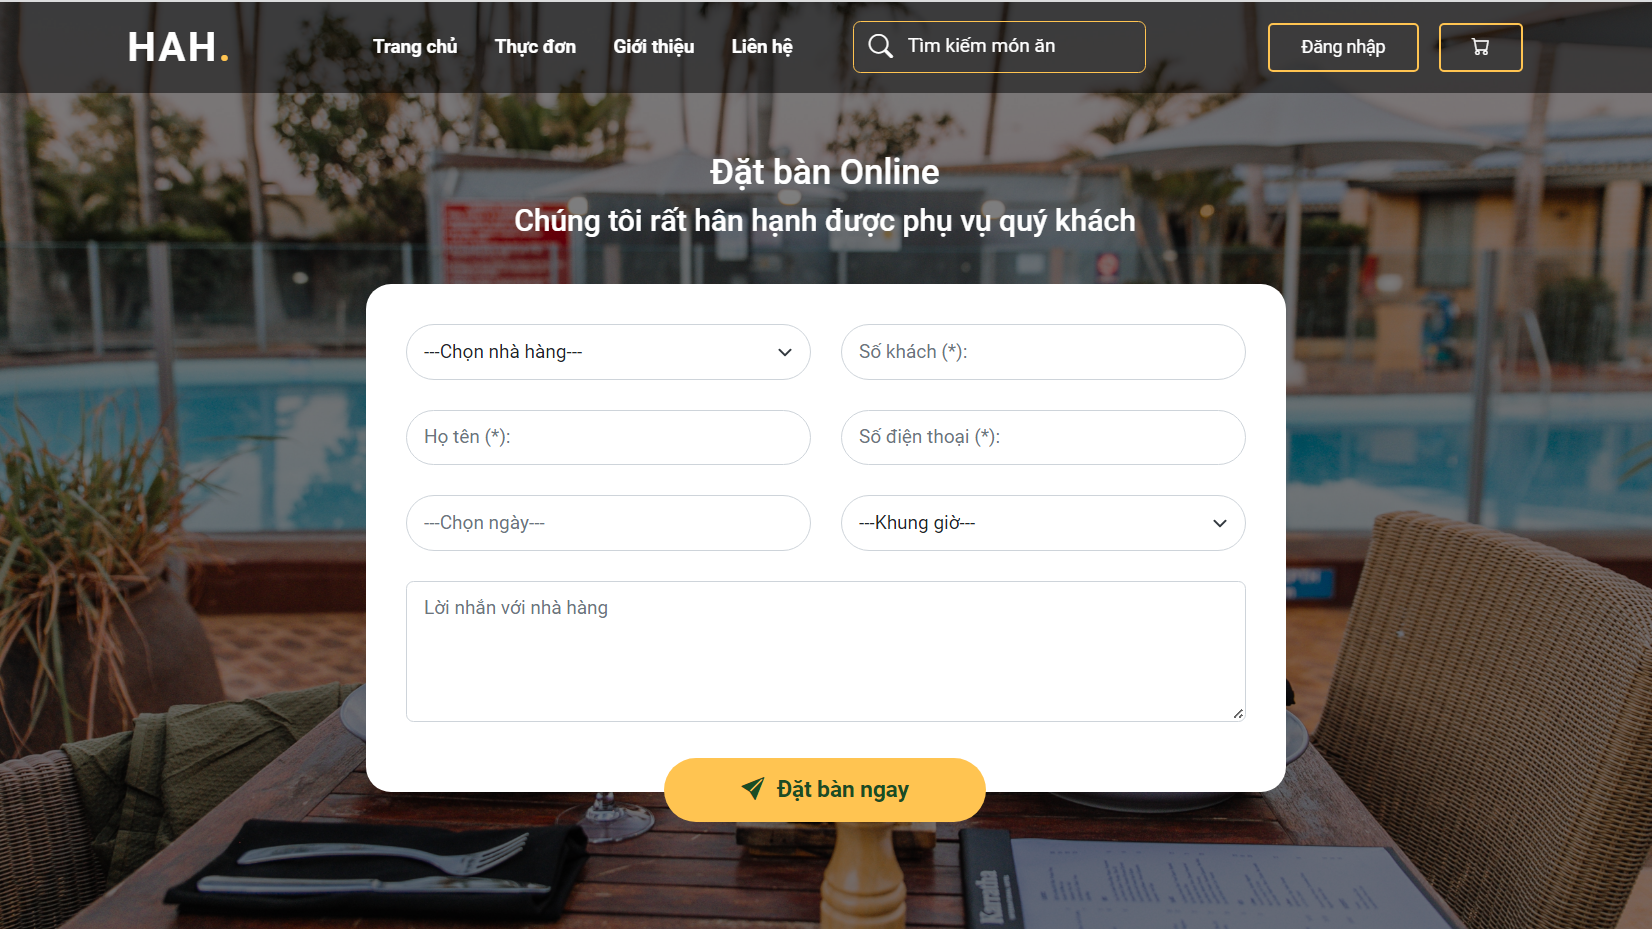 HAH.
Trang chủ Thực đơn Giới thiệu Liên hệ Tìm kiếm món ăn Đăng nhập
Đặt bàn Online
Chúng tôi rất hân hạnh được phụ vụ quý khách
---Chọn nhà hàng--- Số khách (*):
Họ tên (*): Số điện thoại (*):
---Chọn ngày--- ---Khung giờ---
Lời nhắn với nhà hàng
Đặt bàn ngay